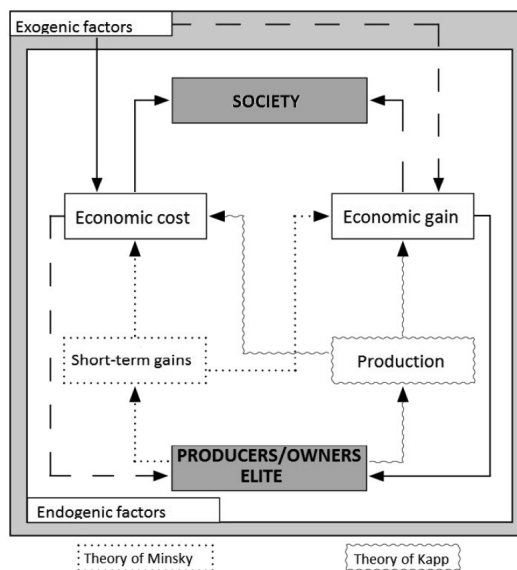 Exogenic factors
SOCIETY
Economic cost
Economic gain
Short-term gains
Production
PRODUCERS/OWNERS
ELITE
Endogenic factors
Theory of Minsky
Theory of Kapp